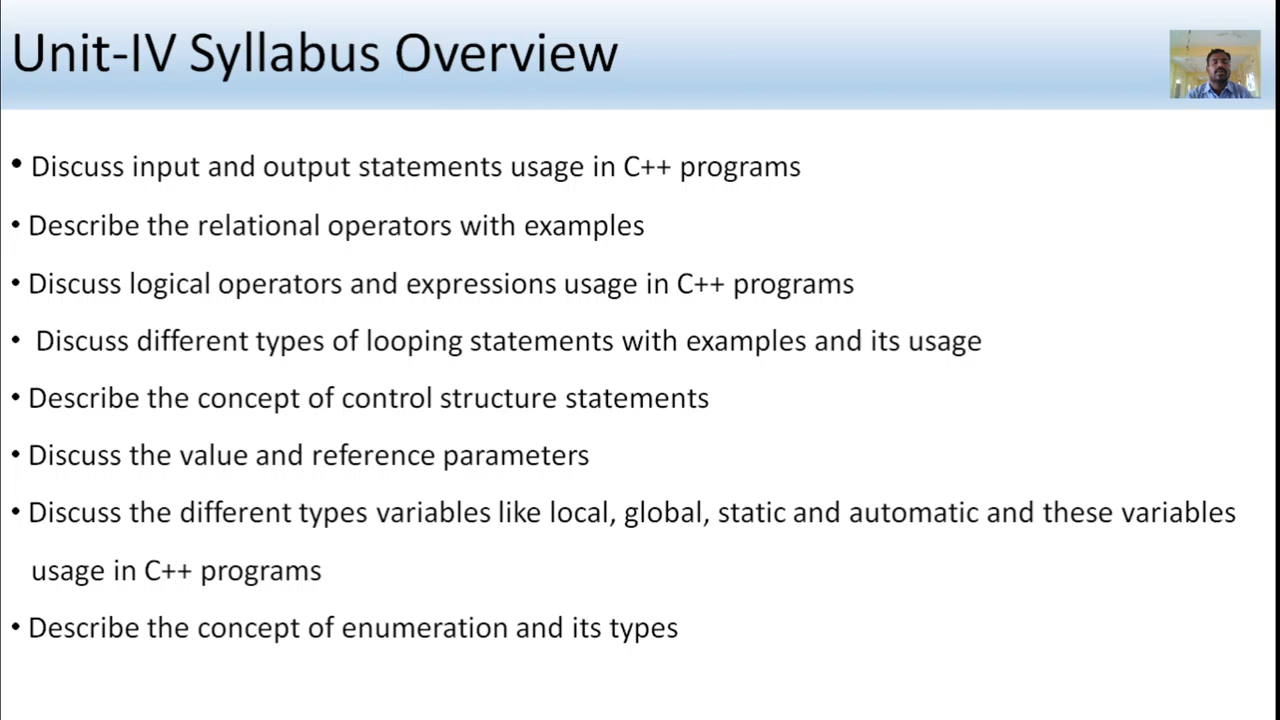 Unit-IV Syllabus Overview
• Discuss input and output statements usage in C++ programs
• Describe the relational operators with examples
• Discuss logical operators and expressions usage in C++ programs
• Discuss different types of looping statements with examples and its usage
• Describe the concept of control structure statements
• Discuss the value and reference parameters
• Discuss the different types variables like local, global, static and automatic and these variables
usage in C++ programs
• Describe the concept of enumeration and its types